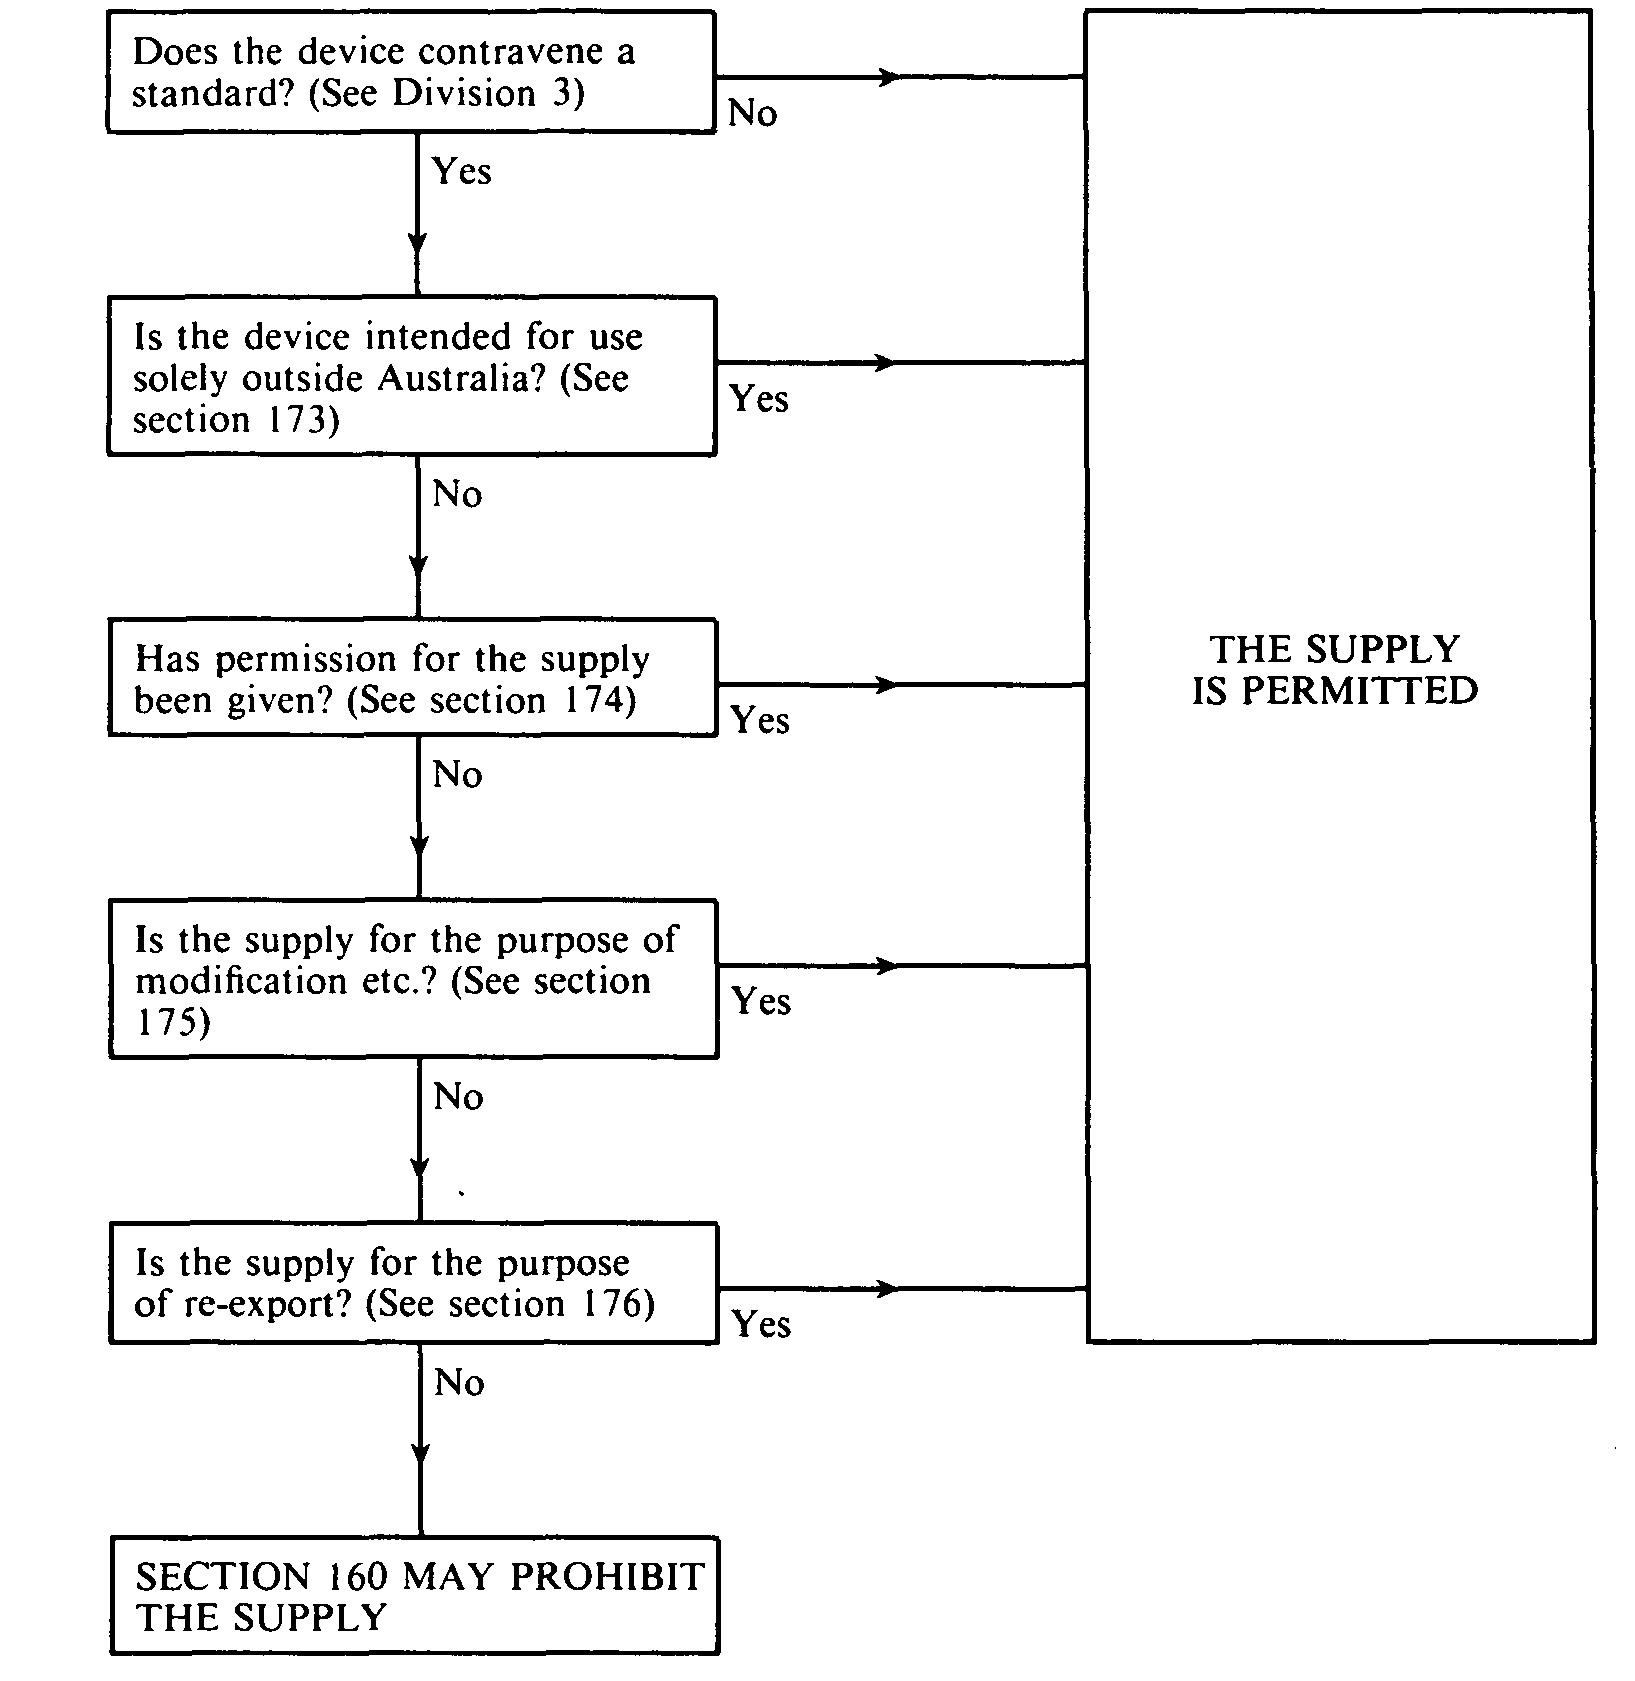 Does the device contravene a
standard? (See Division 3)
No
Yes
Is the device intended for use
solely outside Australia? (See
section 173)
Yes
No
Has permission for the supply
been given? (See section 174)
Yes
No
THE SUPPLY
IS PERMITTED
Is the supply for the purpose of
modification etc.? (See section
175)
Yes
No
Is the supply for the purpose
of re-export? (See section 176)
Yes
No
SECTION 160 MAY PROHIBIT
THE SUPPLY